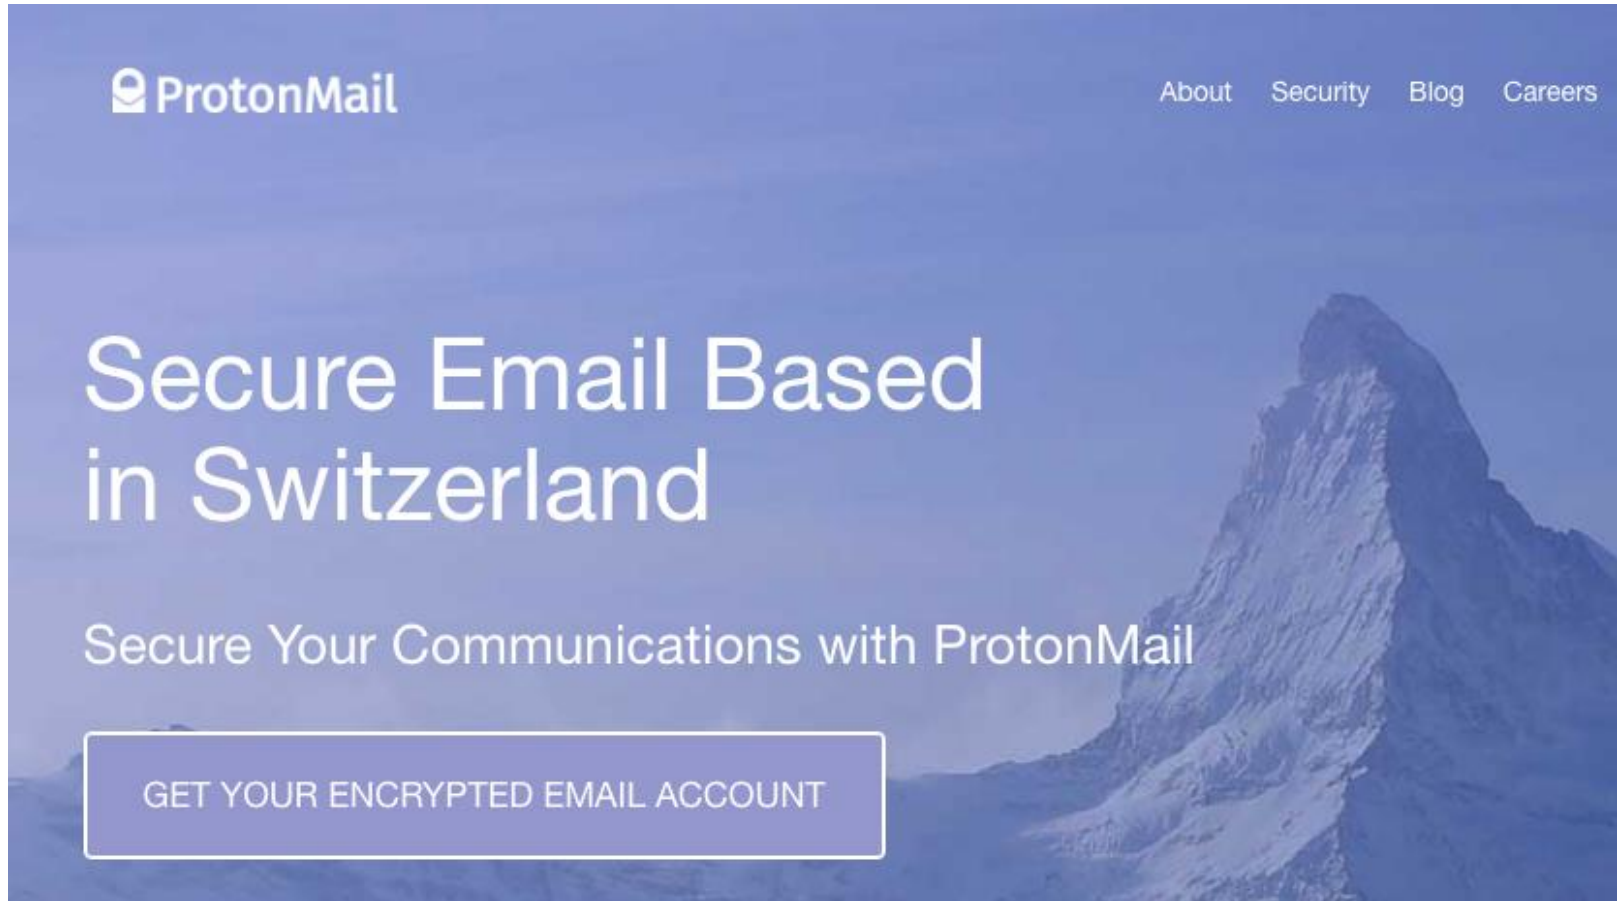 ProtonMail
About Security Blog Careers
Secure Email Based
in Switzerland
Secure Your Communications with ProtonMail
GET YOUR ENCRYPTED EMAIL ACCOUNT